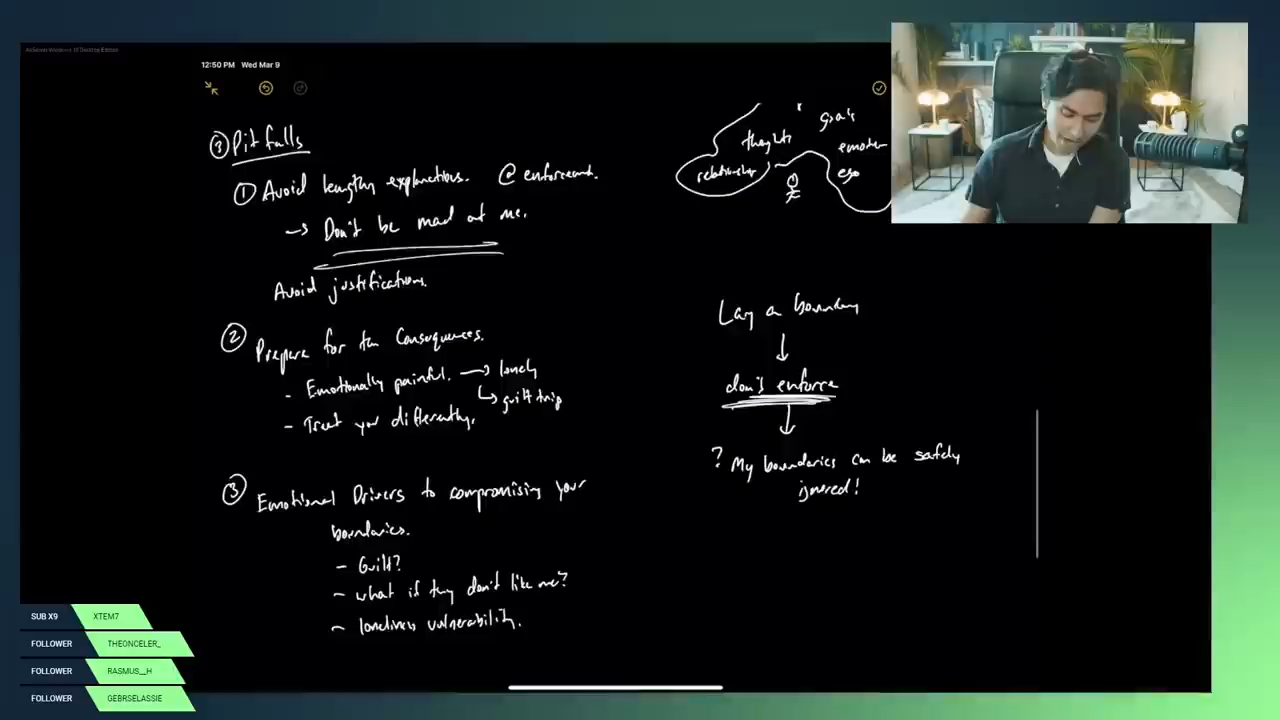 12:50 PM Wed Mar 9
③ Pitfalls
① Avoid lengthy explanations. @ enforcement.
→ Don't be mad at me.
Avoid justifications.
② Prepare for the Consequences.
- Emotionally painful. → lonely
↳ guilt trip
- Treat you differently.
③ Emotional Drivers to compromising your
boundaries.
- Guilt?
- what if they don't like me?
- loneliness vulnerability.
goals
thoughts
emotion
relationship
ego
Lay a boundary
↓
don't enforce
↓
? My boundaries can be safely
ignored!
SUB X9 XTEM7
FOLLOWER THEONCELER_
FOLLOWER RASMUS__H
FOLLOWER GEBRSELASSIE